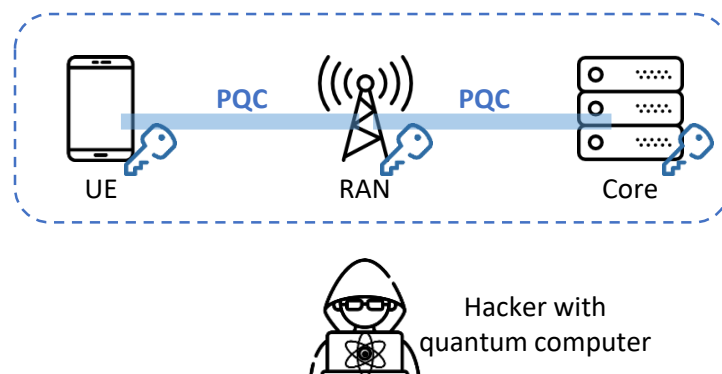 PQC PQC
UE RAN Core
Hacker with
quantum computer